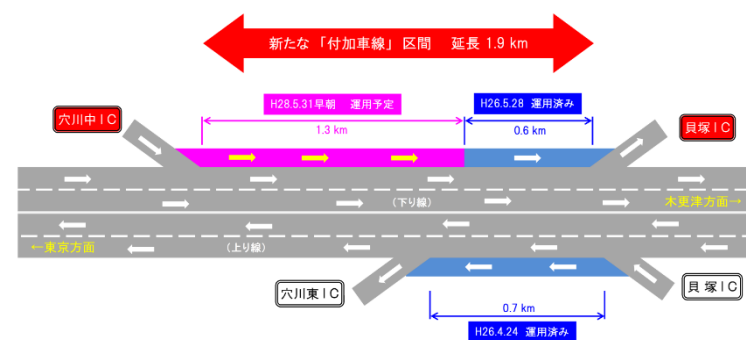 新たな「付加車線」区間 延長 1.9 km
H28.5.31早朝 運用予定
H26.5.28 運用済み
穴川中ＩＣ
1.3 km
0.6 km
貝塚ＩＣ
(下り線)
木更津方面→
←東京方面
(上り線)
穴川東ＩＣ
貝塚ＩＣ
0.7 km
H26.4.24 運用済み